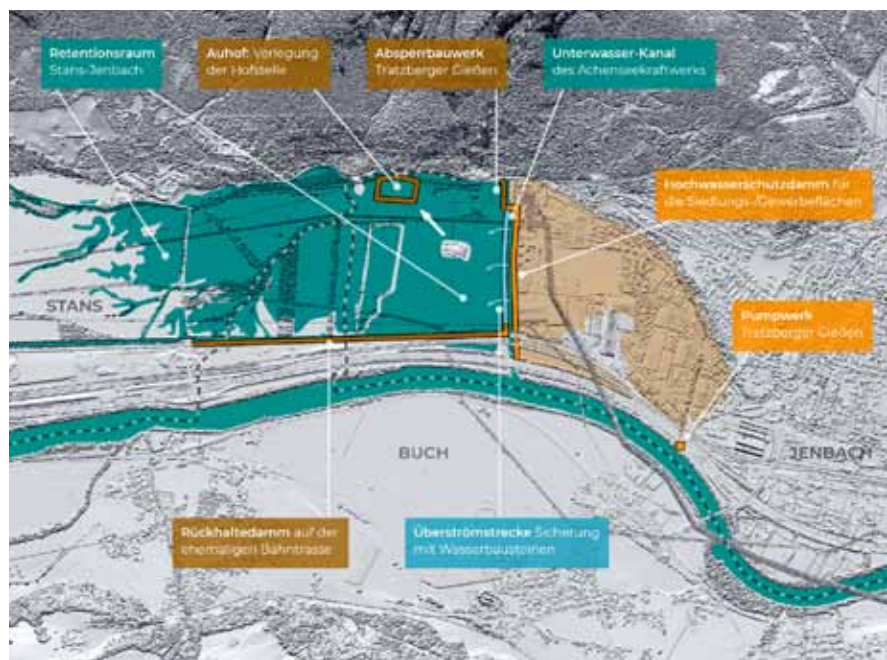 Retentionsraum
Stans-Jenbach
Auhof: Verlegung
der Hofstelle
Absperrbauwerk
Tratzberger Gießen
Unterwasser-Kanal
des Achenseekraftwerks
Hochwasserschutzdamm für
die Siedlungs-/Gewerbeflächen
STANS
Pumpwerk
Tratzberger Gießen
BUCH
JENBACH
Rückhaltedamm auf der
ehemaligen Bahntrasse
Überströmstrecke Sicherung
mit Wasserbausteinen